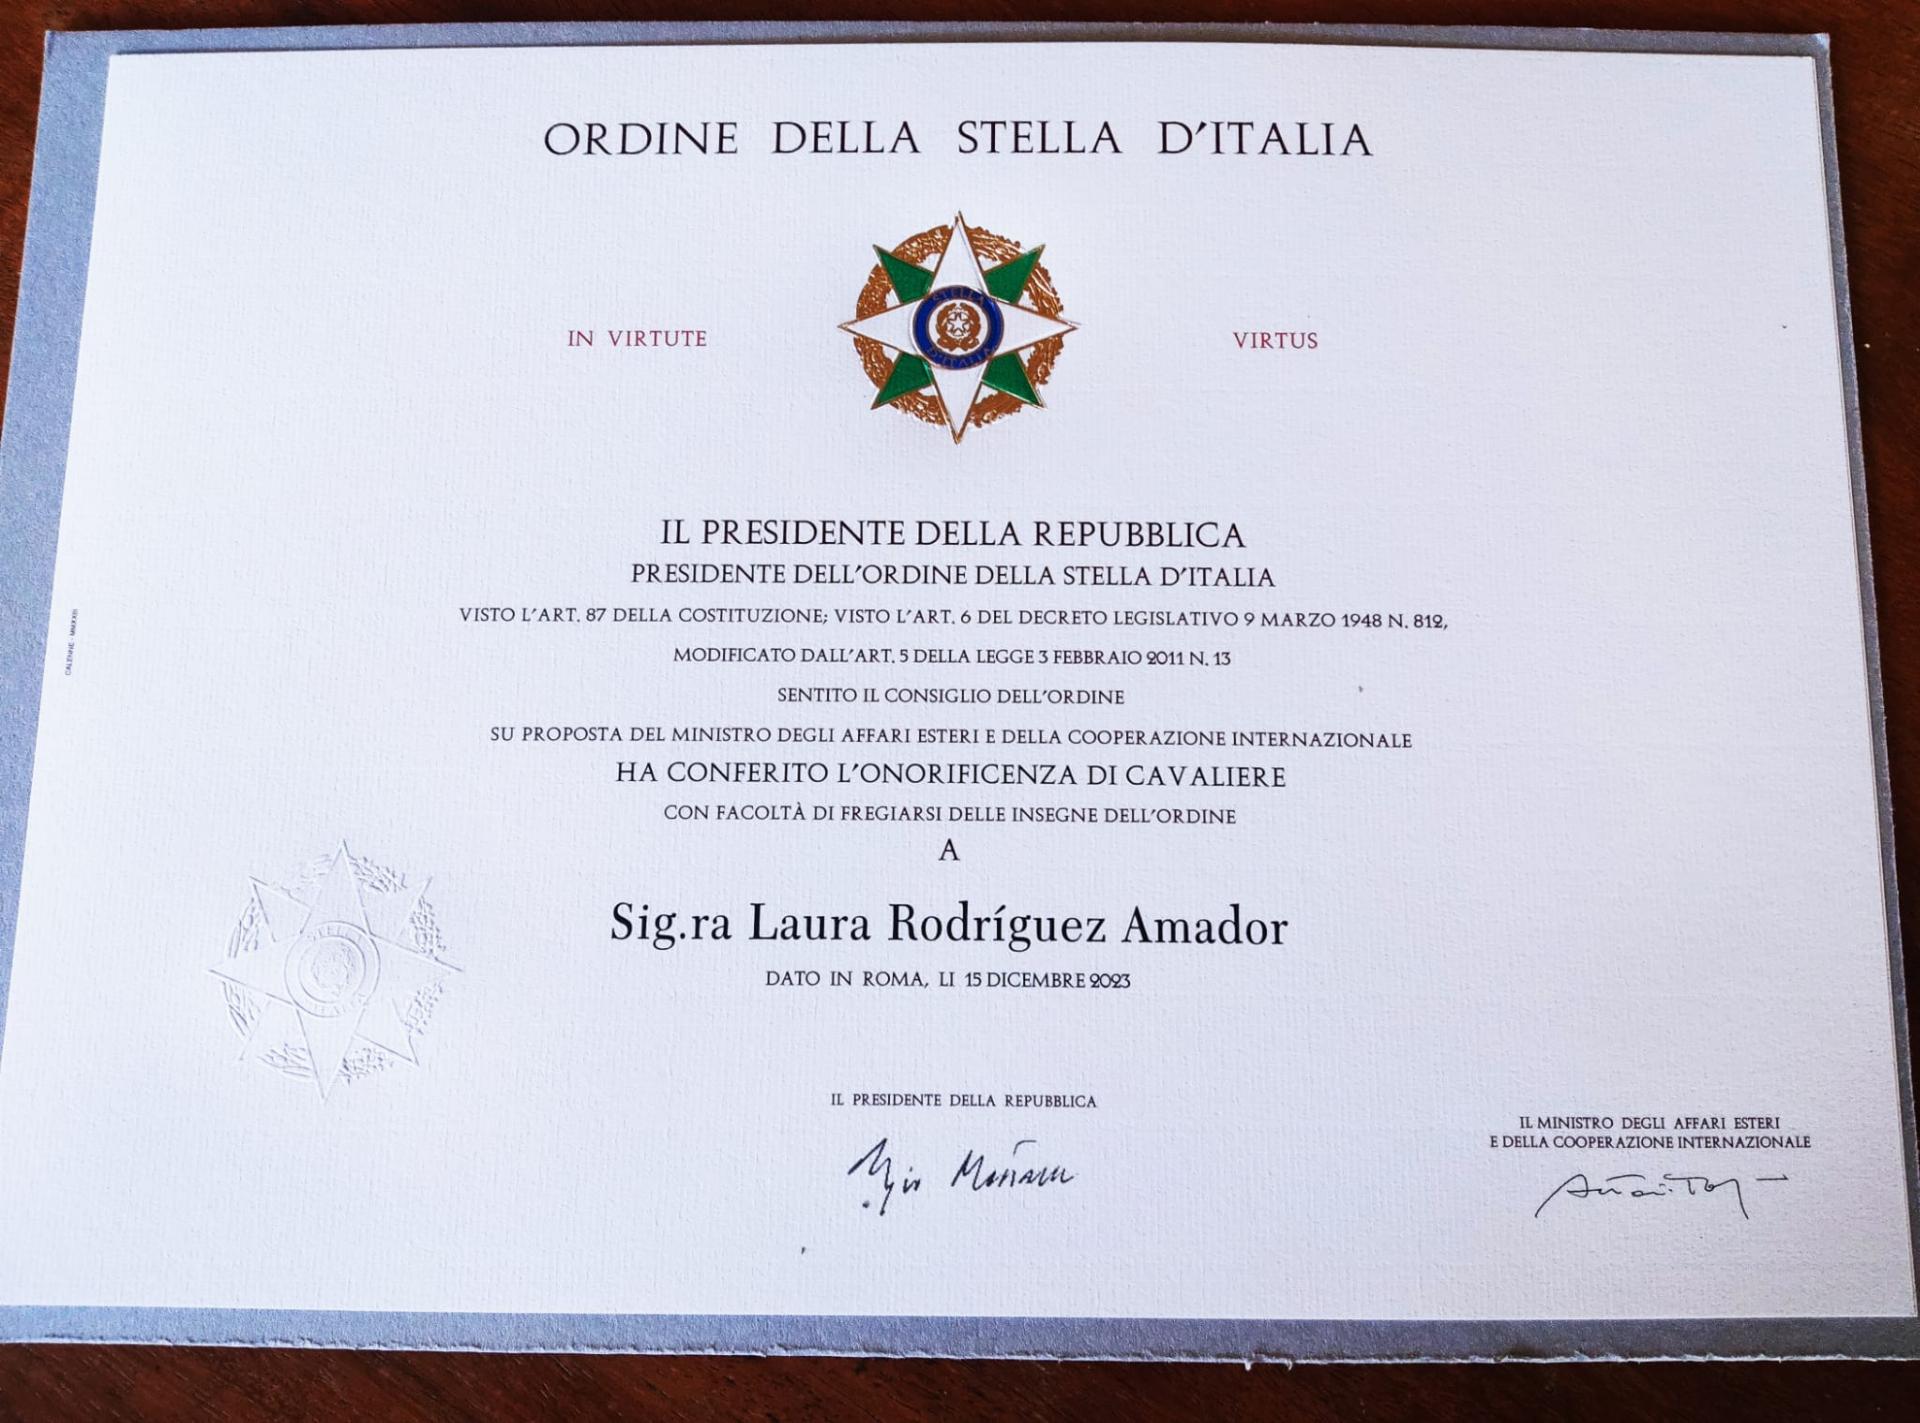 ORDINE DELLA STELLA D'ITALIA
STELLA
D'ITALIA
IN VIRTUTE VIRTUS
IL PRESIDENTE DELLA REPUBBLICA
PRESIDENTE DELL'ORDINE DELLA STELLA D'ITALIA
VISTO L'ART. 87 DELLA COSTITUZIONE; VISTO L'ART. 6 DEL DECRETO LEGISLATIVO 9 MARZO 1948 N. 812,
MODIFICATO DALL'ART. 5 DELLA LEGGE 3 FEBBRAIO 2011 N. 13
SENTITO IL CONSIGLIO DELL'ORDINE
SU PROPOSTA DEL MINISTRO DEGLI AFFARI ESTERI E DELLA COOPERAZIONE INTERNAZIONALE
HA CONFERITO L'ONORIFICENZA DI CAVALIERE
CON FACOLTÀ DI FREGIARSI DELLE INSEGNE DELL'ORDINE
A
Sig.ra Laura Rodríguez Amador
DATO IN ROMA, LI 15 DICEMBRE 2023
STELLA
D'ITALIA
IL PRESIDENTE DELLA REPUBBLICA
IL MINISTRO DEGLI AFFARI ESTERI
E DELLA COOPERAZIONE INTERNAZIONALE